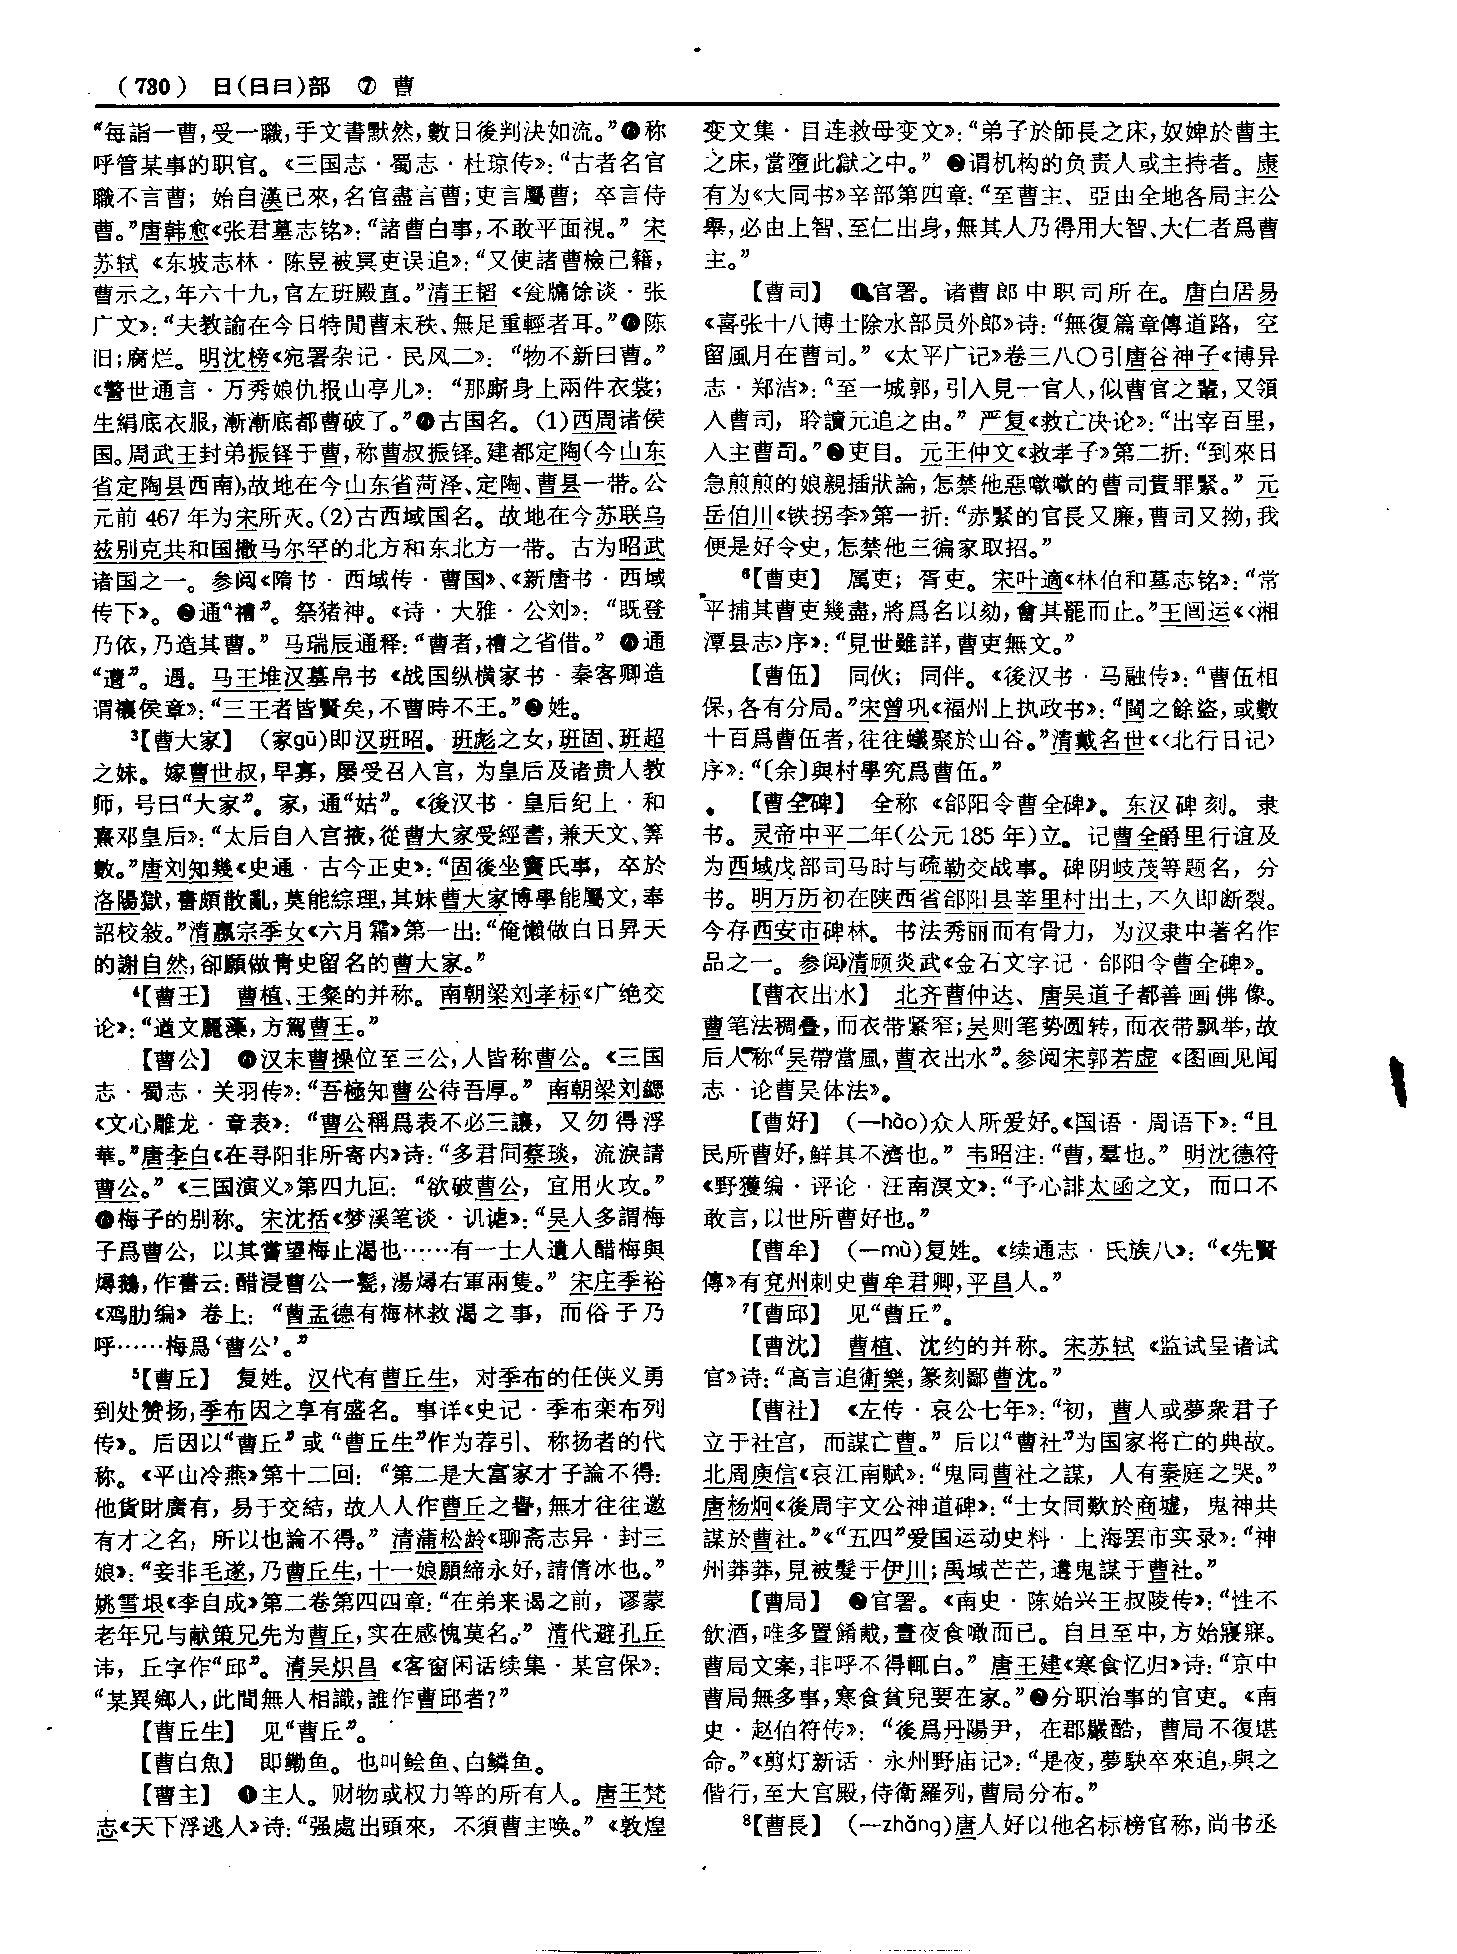 (730) 日(日曰)部 ⑦ 曹
“每詣一曹,受一職,手文書默然,數日後判決如流。”称
呼管某事的职官。《三国志·蜀志·杜琼传》:“古者名官
職不言曹；始自漢已來,名官盡言曹;吏言屬曹；卒言侍
曹。”唐韩愈《张君墓志铭》:“諸曹白事,不敢平面視。” 宋
苏轼《东坡志林·陈昱被冥吏误追》:“又使諸曹檢已籍,
曹示之,年六十九,官左班殿直。”清王韬《瓮牖馀谈·张
广文》:“夫教諭在今日特閒曹末秩、無足重輕者耳。”陈
旧;腐烂。明沈榜《宛署杂记·民风二》：“物不新曰曹。”
《警世通言·万秀娘仇报山亭儿》：“那廝身上兩件衣裳；
生絹底衣服,漸漸底都曹破了。”古国名。(1)西周诸侯
国。周武王封弟振铎于曹,称曹叔振铎。建都定陶(今山东
省定陶县西南),故地在今山东省菏泽、定陶、曹县一带。公
元前 467 年为宋所灭。(2)古西域国名。故地在今苏联乌
兹别克共和国撒马尔罕的北方和东北方一带。古为昭武
诸国之一。参阅《隋书·西域传·曹国》、《新唐书·西域
传下》。通“褿”。祭猪神。《诗·大雅·公刘》：“既登
乃依,乃造其曹。” 马瑞辰通释:“曹者,褿之省借。” 通
“遭”。遇。马王堆汉墓帛书《战国纵横家书·秦客卿造
谓穰侯章》:“三王者皆賢矣,不曹時不王。”姓。
³【曹大家】 (家gū)即汉班昭。班彪之女,班固、班超
之妹。嫁曹世叔,早寡,屡受召入宫，为皇后及诸贵人教
师，号曰“大家”。家，通“姑”。《後汉书·皇后纪上·和
熹邓皇后》:“太后自入宫掖,從曹大家受經書,兼天文、筭
數。”唐刘知幾《史通·古今正史》:“固後坐竇氏事，卒於
洛陽獄,書頗散亂,莫能綜理,其妹曹大家博學能屬文,奉
詔校敍。”清嬴宗季女《六月霜》第一出:“俺懒做白日昇天
的謝自然,卻願做靑史留名的曹大家。”
⁴【曹王】 曹植、王粲的并称。南朝梁刘孝标《广绝交
论》:“遒文麗藻,方駕曹王。”
【曹公】 汉末曹操位至三公,人皆称曹公。《三国
志·蜀志·关羽传》:“吾極知曹公待吾厚。” 南朝梁刘勰
《文心雕龙·章表》：“曹公稱爲表不必三讓，又勿得浮
華。”唐李白《在寻阳非所寄内》诗:“多君同蔡琰，流淚請
曹公。”《三国演义》第四九回：“欲破曹公，宜用火攻。”
梅子的别称。宋沈括《梦溪笔谈·讥谑》:“吴人多謂梅
子爲曹公，以其嘗望梅止渴也……有一士人遺人醋梅與
燖鵝,作書云:醋浸曹公一甏,湯燖右軍兩隻。” 宋庄季裕
《鸡肋编》卷上：“曹孟德有梅林救渴之事，而俗子乃
呼……梅爲‘曹公’。”
⁵【曹丘】 复姓。汉代有曹丘生，对季布的任侠义勇
到处赞扬,季布因之享有盛名。事详《史记·季布栾布列
传》。后因以“曹丘”或“曹丘生”作为荐引、称扬者的代
称。《平山冷燕》第十二回：“第二是大富家才子論不得:
他貨財廣有，易于交結，故人人作曹丘之譽,無才往往邀
有才之名，所以也論不得。” 清蒲松龄《聊斋志异·封三
娘》:“妾非毛遂,乃曹丘生,十一娘願締永好,請倩冰也。”
姚雪垠《李自成》第二卷第四四章:“在弟来谒之前，谬蒙
老年兄与献策兄先为曹丘,实在感愧莫名。” 清代避孔丘
讳，丘字作“邱”。清吴炽昌《客窗闲话续集·某宫保》:
“某異鄉人,此間無人相識,誰作曹邱者?”
【曹丘生】 见“曹丘”。
【曹白魚】 即鳓鱼。也叫鲙鱼、白鳞鱼。
【曹主】 ❶主人。财物或权力等的所有人。唐王梵
志《天下浮逃人》诗:“强處出頭來，不須曹主唤。”《敦煌
变文集·目连救母变文》:“弟子於師長之床,奴婢於曹主
之床,當墮此獄之中。” ❷谓机构的负责人或主持者。康
有为《大同书》辛部第四章:“至曹主、亞由全地各局主公
舉,必由上智、至仁出身,無其人乃得用大智、大仁者爲曹
主。”
【曹司】 ❶官署。诸曹郎中职司所在。唐白居易
《喜张十八博士除水部员外郎》诗:“無復篇章傳道路，空
留風月在曹司。”《太平广记》卷三八〇引唐谷神子《博异
志·郑洁》:“至一城郭,引入見一官人,似曹官之輩,又領
入曹司，聆讀元追之由。” 严复《救亡决论》:“出宰百里,
入主曹司。”❷吏目。元王仲文《救孝子》第二折:“到來日
急煎煎的娘親插狀論,怎禁他惡噷噷的曹司責罪緊。” 元
岳伯川《铁拐李》第一折:“赤緊的官長又廉,曹司又拗,我
便是好令史,怎禁他三徧家取招。”
⁶【曹吏】 属吏；胥吏。宋叶適《林伯和墓志铭》:“常
平捕其曹吏幾盡,將爲名以劾,會其罷而止。”王闿运《〈湘
潭县志〉序》:“見世雖詳,曹吏無文。”
【曹伍】 同伙；同伴。《後汉书·马融传》:“曹伍相
保,各有分局。”宋曾巩《福州上执政书》:“閩之餘盜,或數
十百爲曹伍者,往往蟻聚於山谷。”清戴名世《〈北行日记〉
序》:“〔余〕與村學究爲曹伍。”
【曹全碑】 全称《郃阳令曹全碑》。东汉碑刻。隶
书。灵帝中平二年(公元 185 年)立。记曹全爵里行谊及
为西域戊部司马时与疏勒交战事。碑阴岐茂等题名，分
书。明万历初在陕西省郃阳县莘里村出土,不久即断裂。
今存西安市碑林。书法秀丽而有骨力，为汉隶中著名作
品之一。参阅清顾炎武《金石文字记·郃阳令曹全碑》。
【曹衣出水】 北齐曹仲达、唐吴道子都善画佛像。
曹笔法稠叠,而衣带紧窄;吴则笔势圆转,而衣带飘举,故
后人称“吴带當風,曹衣出水”。参阅宋郭若虚《图画见闻
志·论曹吴体法》。
【曹好】 (—hào)众人所爱好。《国语·周语下》:“且
民所曹好,鮮其不濟也。” 韦昭注:“曹,羣也。” 明沈德符
《野獲编·评论·汪南溟文》:“予心誹太函之文，而口不
敢言,以世所曹好也。”
【曹牟】 (—mù)复姓。《续通志·氏族八》：“《先賢
傳》有兗州刺史曹牟君卿,平昌人。”
⁷【曹邱】 见“曹丘”。
【曹沈】 曹植、沈约的并称。宋苏轼《监试呈诸试
官》诗:“高言追衛樂,篆刻鄙曹沈。”
【曹社】 《左传·哀公七年》:“初，曹人或夢衆君子
立于社宫，而謀亡曹。” 后以“曹社”为国家将亡的典故。
北周庾信《哀江南赋》:“鬼同曹社之謀，人有秦庭之哭。”
唐杨炯《後周宇文公神道碑》:“士女同歎於商墟，鬼神共
謀於曹社。”《“五四”爱国运动史料·上海罢市实录》:“神
州莽莽,見被髮于伊川;禹域芒芒,遘鬼謀于曹社。”
【曹局】 ❶官署。《南史·陈始兴王叔陵传》:“性不
飲酒,唯多置餚胾,晝夜食噉而已。自旦至中,方始寢寐。
曹局文案,非呼不得輒白。” 唐王建《寒食忆归》诗:“京中
曹局無多事,寒食貧兒要在家。”❷分职治事的官吏。《南
史·赵伯符传》：“後爲丹陽尹，在郡嚴酷，曹局不復堪
命。”《剪灯新话·永州野庙记》:“是夜,夢駃卒來追,與之
偕行,至大宫殿,侍衛羅列,曹局分布。”
⁸【曹長】 (—zhǎng)唐人好以他名标榜官称,尚书丞